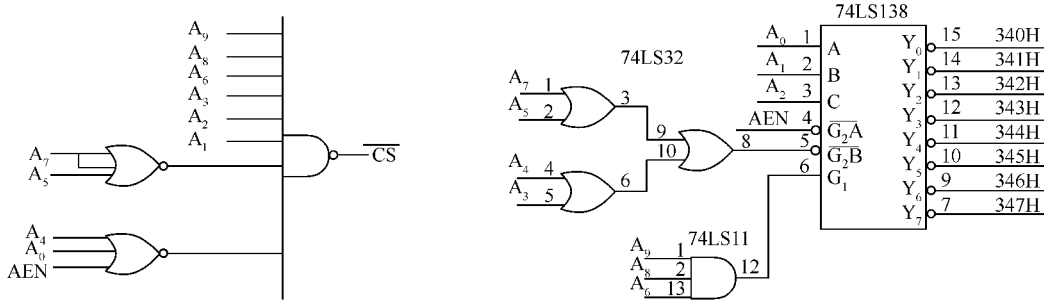 A9
A8
A6
A3
A2
A1
A7
A5
A4
A0
AEN
CS
74LS32
A7 1
A5 2
3
A4 4
A3 5
6
9
10
8
74LS11
A9 1
A8 2
A6 13
12
74LS138
A0 1 A
A1 2 B
A2 3 C
AEN 4 G2A
5 G2B
6 G1
Y0 15 340H
Y1 14 341H
Y2 13 342H
Y3 12 343H
Y4 11 344H
Y5 10 345H
Y6 9 346H
Y7 7 347H